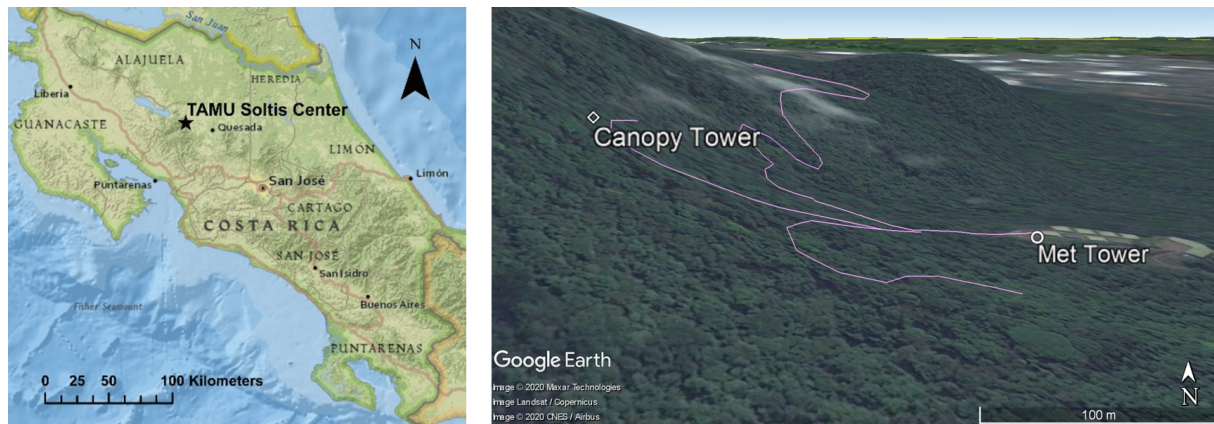 San Juan
N
ALAJUELA
HEREDIA
Liberia
TAMU Soltis Center
GUANACASTE
Quesada
LIMÓN
Puntarenas
San José
Limón
CARTAGO
COSTA RICA
SAN JOSÉ
San Isidro
Fisher Seamount
Buenos Aires
PUNTARENAS
0 25 50 100 Kilometers
Canopy Tower
Met Tower
Google Earth
Image © 2020 Maxar Technologies
Image Landsat / Copernicus
Image © 2020 CNES / Airbus
N
100 m